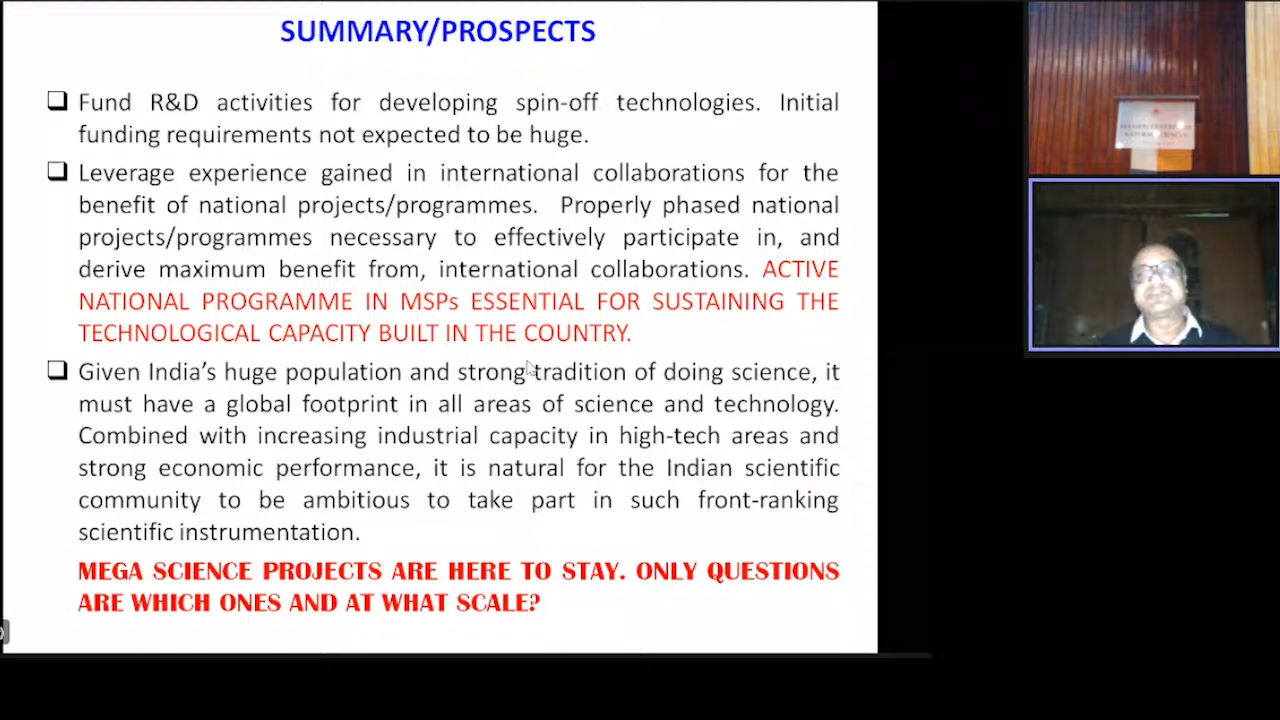 SUMMARY/PROSPECTS
Fund R&D activities for developing spin-off technologies. Initial
funding requirements not expected to be huge.
Leverage experience gained in international collaborations for the
benefit of national projects/programmes. Properly phased national
projects/programmes necessary to effectively participate in, and
derive maximum benefit from, international collaborations. ACTIVE
NATIONAL PROGRAMME IN MSPs ESSENTIAL FOR SUSTAINING THE
TECHNOLOGICAL CAPACITY BUILT IN THE COUNTRY.
Given India’s huge population and strong tradition of doing science, it
must have a global footprint in all areas of science and technology.
Combined with increasing industrial capacity in high-tech areas and
strong economic performance, it is natural for the Indian scientific
community to be ambitious to take part in such front-ranking
scientific instrumentation.
MEGA SCIENCE PROJECTS ARE HERE TO STAY. ONLY QUESTIONS
ARE WHICH ONES AND AT WHAT SCALE?